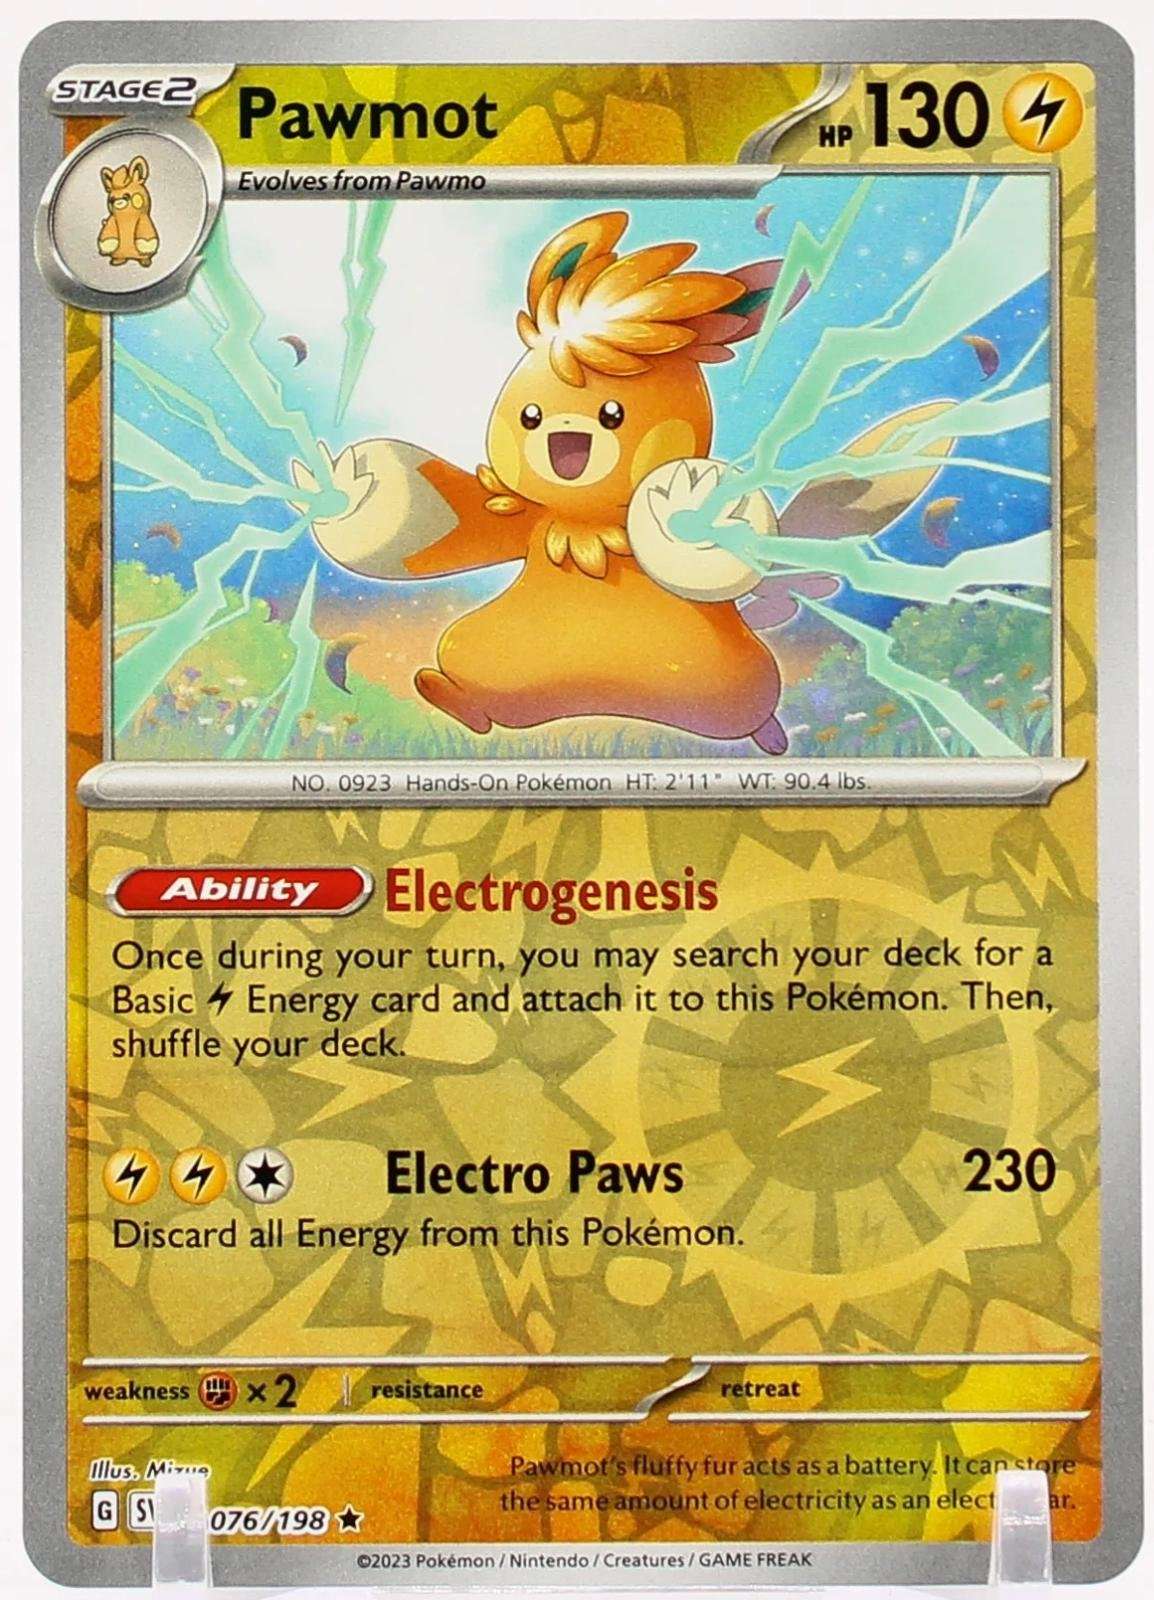 STAGE2
Pawmot
HP 130
Evolves from Pawmo
NO. 0923 Hands-On Pokémon HT: 2'11" WT: 90.4 lbs.
Ability Electrogenesis
Once during your turn, you may search your deck for a
Basic Energy card and attach it to this Pokémon. Then,
shuffle your deck.
Electro Paws 230
Discard all Energy from this Pokémon.
weakness ×2 resistance retreat
Illus.
Pawmot's fluffy fur acts as a battery. It can store
the same amount of electricity as an
G 076/198
©2023 Pokémon / Nintendo / Creatures / GAME FREAK